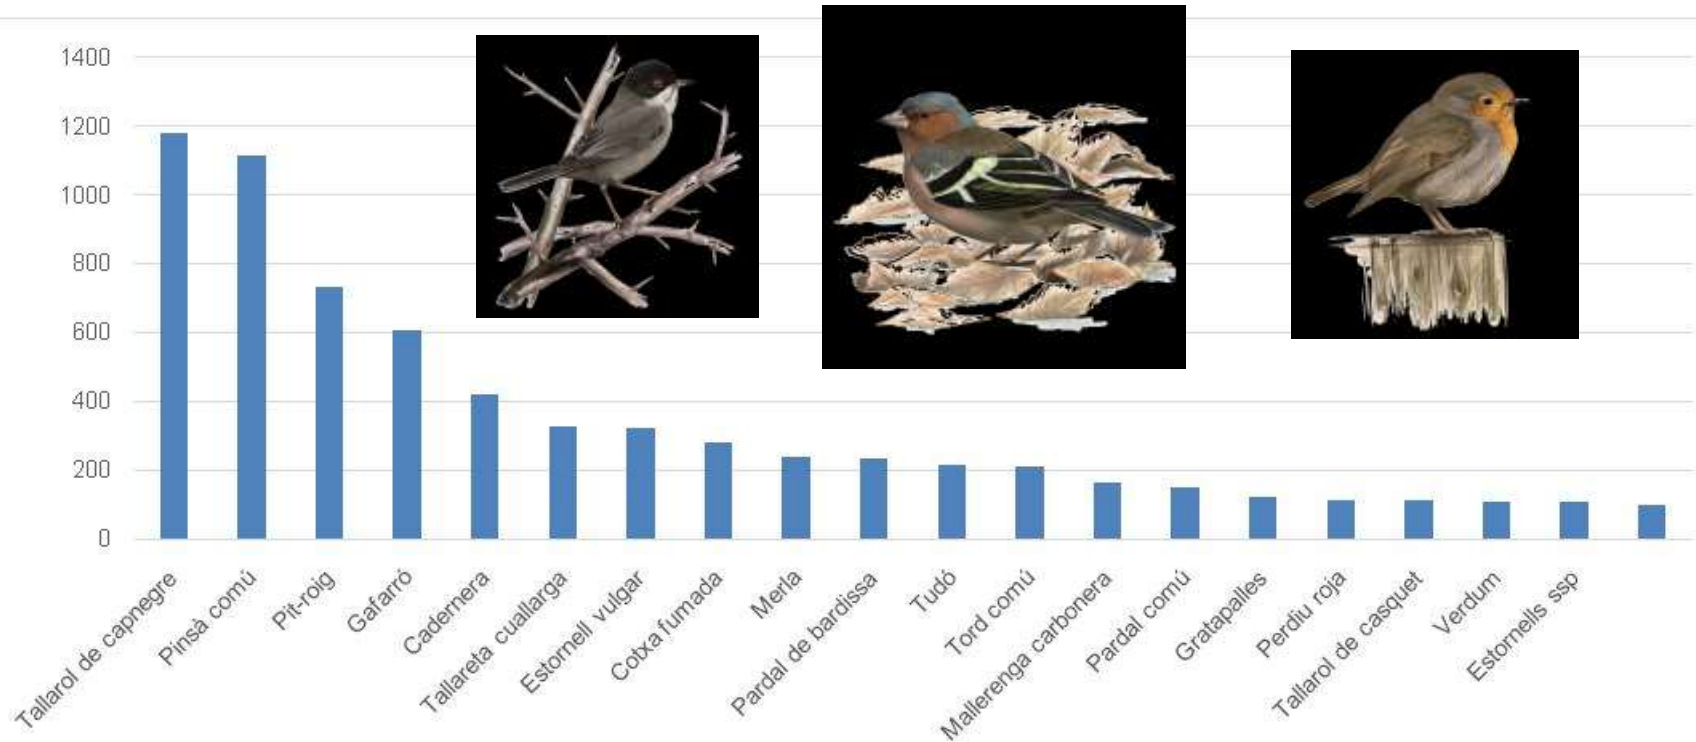 1400
1200
1000
800
600
400
200
0
Tallarol de capnegre
Pinsà comú
Pit-roig
Gafarró
Cadernera
Tallareta cuallarga
Estornell vulgar
Cotxa fumada
Merla
Pardal de bardissa
Tudó
Tord comú
Mallerenga carbonera
Pardal comú
Gratapalles
Perdiu roja
Tallarol de casquet
Verdum
Estornells ssp